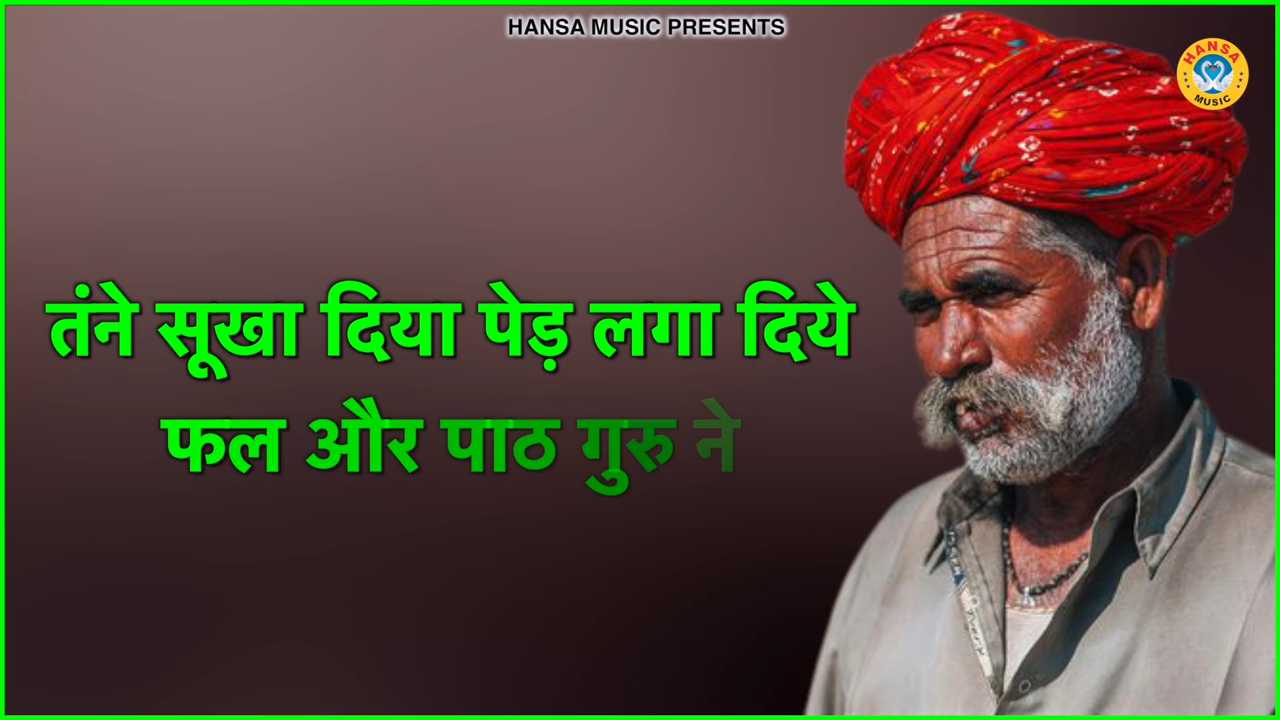 HANSA MUSIC PRESENTS
HANSA
MUSIC
तंने सूखा दिया पेड़ लगा दिये
फल और पाठ गुरु ने